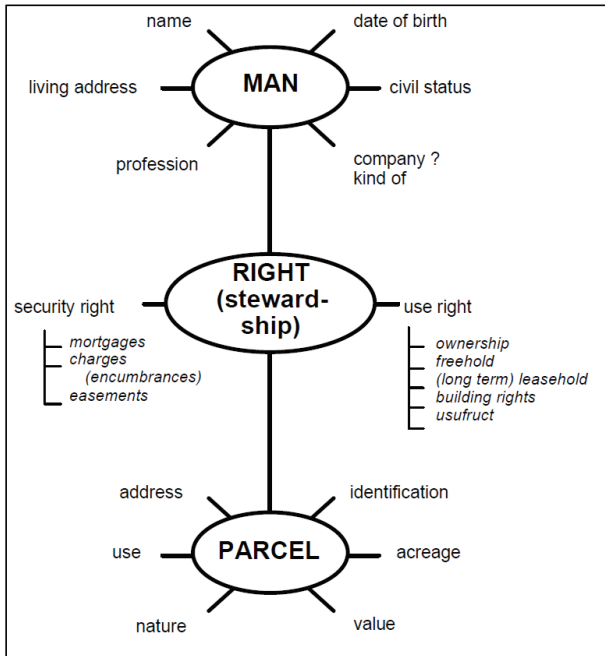 name
date of birth
MAN
living address
civil status
profession
company ?
kind of
RIGHT
(steward-
ship)
security right
mortgages
charges
(encumbrances)
easements
use right
ownership
freehold
(long term) leasehold
building rights
usufruct
address
identification
PARCEL
use
acreage
nature
value